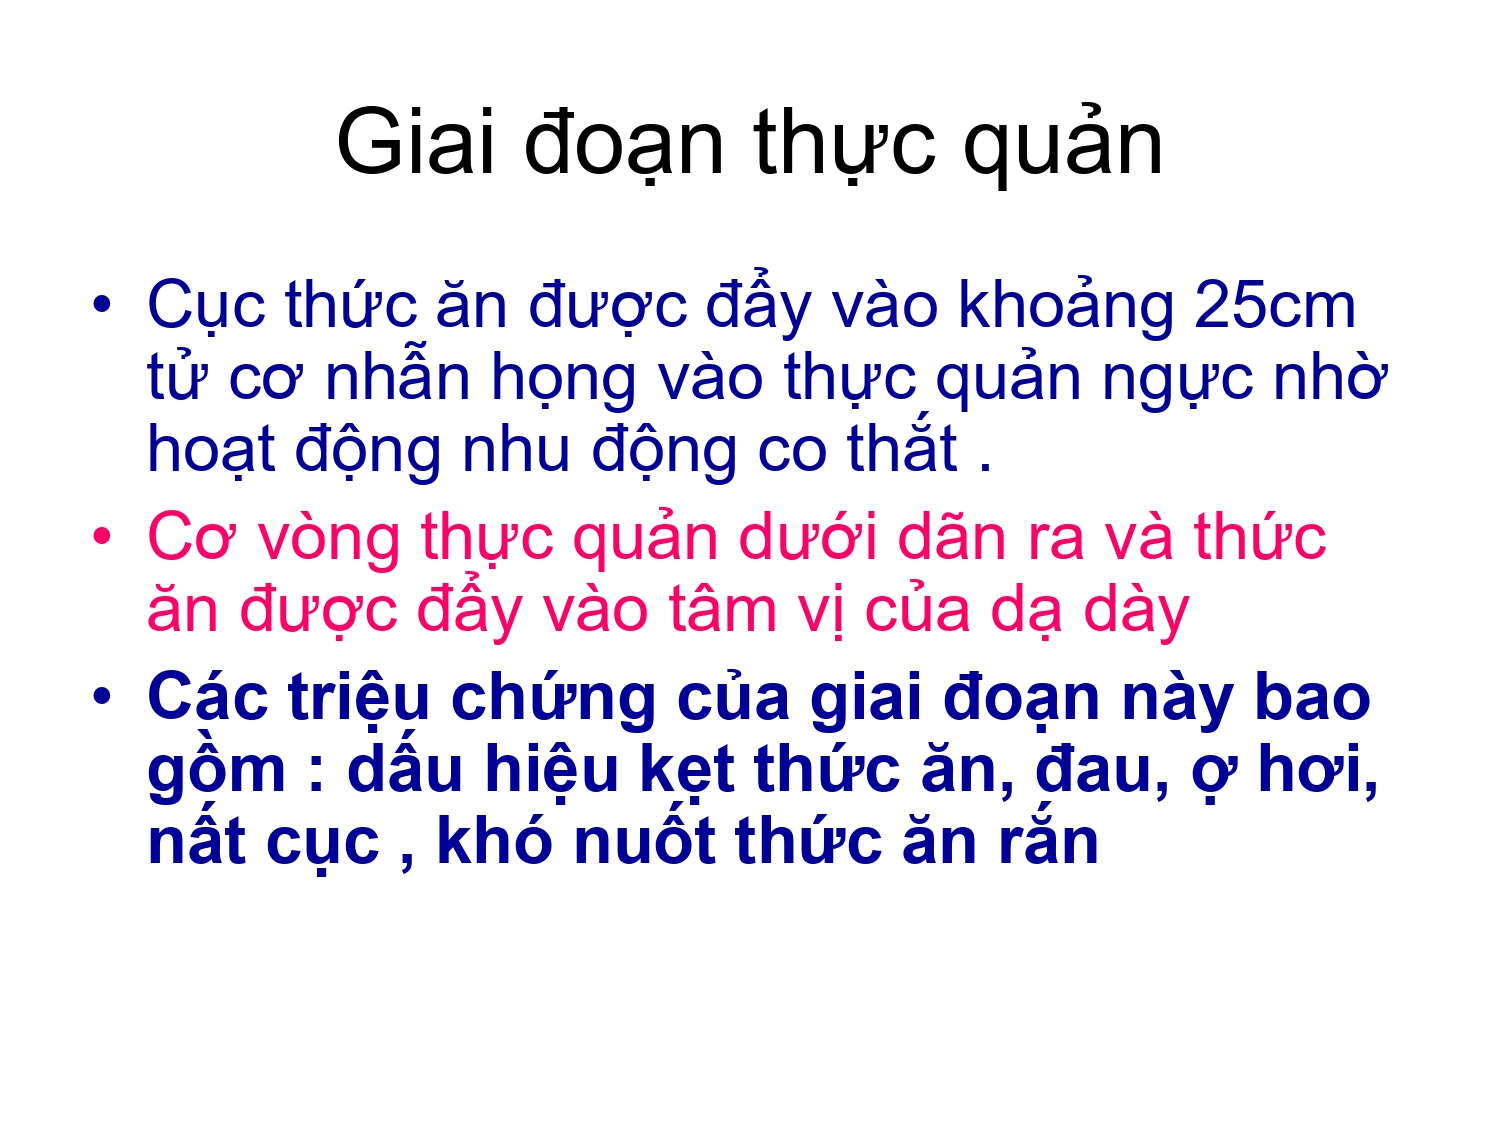 Giai đoạn thực quản
• Cục thức ăn được đẩy vào khoảng 25cm
tử cơ nhẫn họng vào thực quản ngực nhờ
hoạt động nhu động co thắt .
• Cơ vòng thực quản dưới dãn ra và thức
ăn được đẩy vào tâm vị của dạ dày
• Các triệu chứng của giai đoạn này bao
gồm : dấu hiệu kẹt thức ăn, đau, ợ hơi,
nất cục , khó nuốt thức ăn rắn